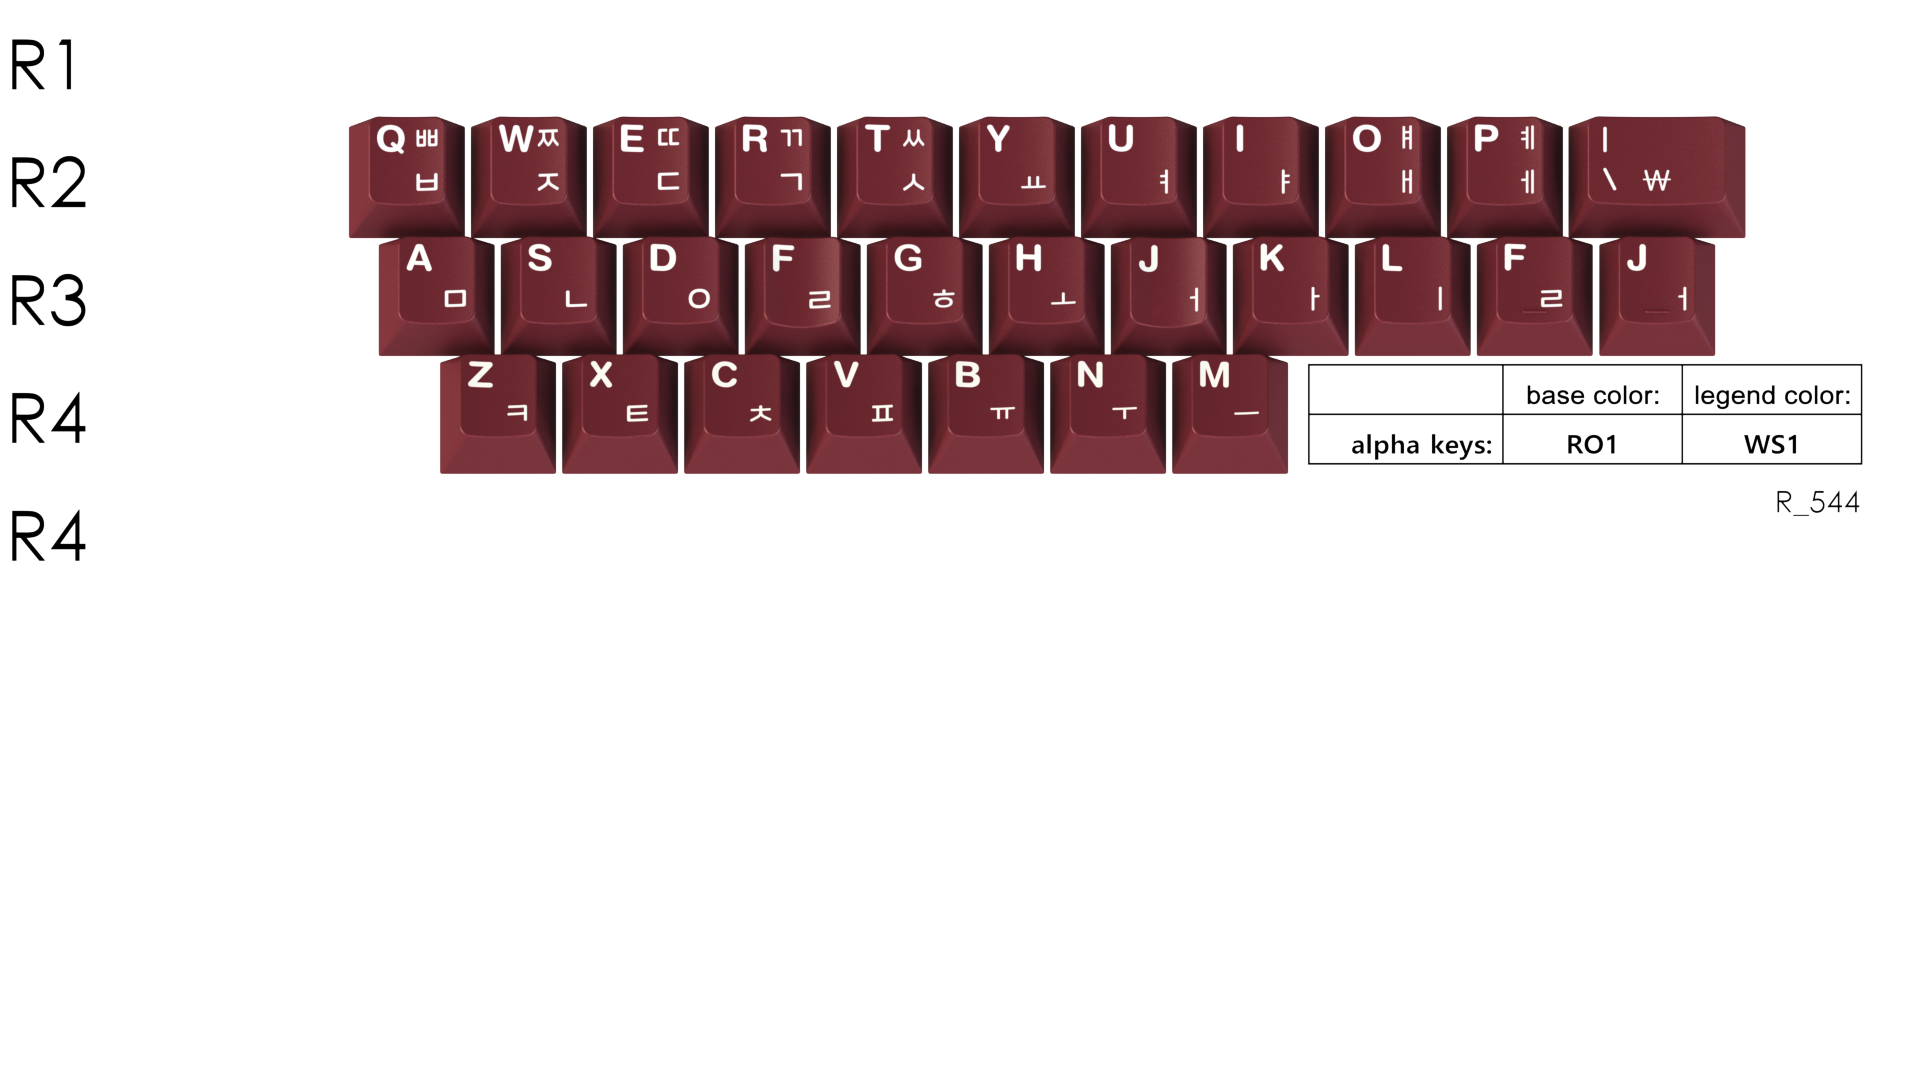 R1
Q ㅃ W ㅉ E ㄸ R ㄲ T ㅆ Y U I O ㅒ P ㅖ |
R2 ㅂ ㅈ ㄷ ㄱ ㅅ ㅛ ㅕ ㅑ ㅐ ㅔ \ ₩
A S D F G H J K L F J
R3 ㅁ ㄴ ㅇ ㄹ ㅎ ㅗ ㅓ ㅏ ㅣ ㄹ ㅓ
Z X C V B N M
R4 ㅋ ㅌ ㅊ ㅍ ㅠ ㅜ ㅡ
base color: legend color:
alpha keys: RO1 WS1
R_544
R4